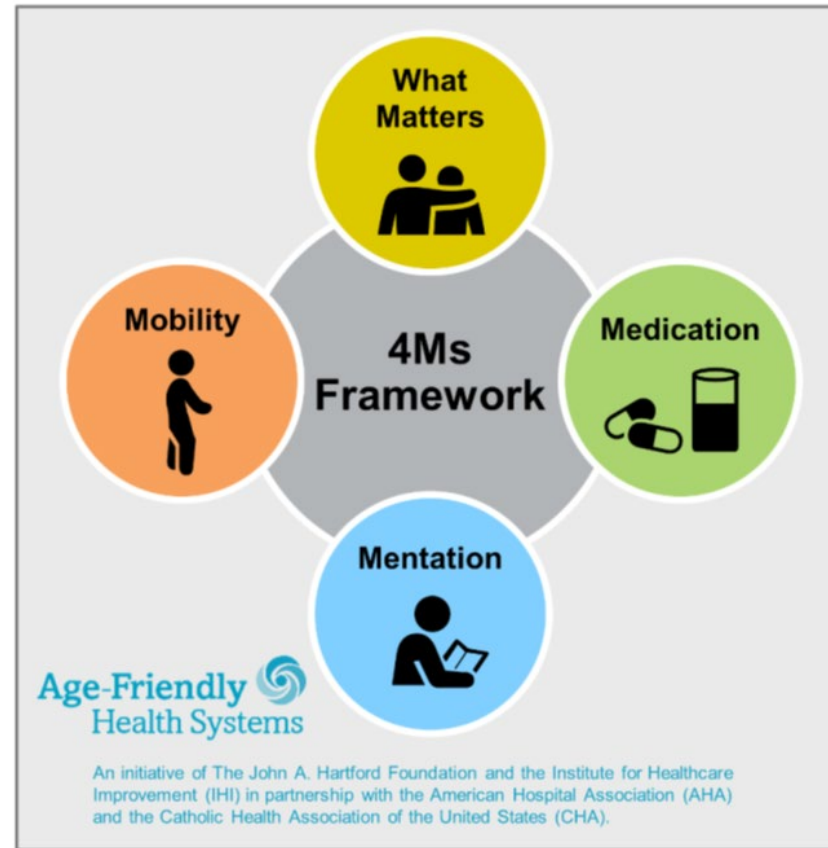 What
Matters
Mobility
4Ms
Framework
Medication
Mentation
Age-Friendly
Health Systems
An initiative of The John A. Hartford Foundation and the Institute for Healthcare
Improvement (IHI) in partnership with the American Hospital Association (AHA)
and the Catholic Health Association of the United States (CHA).